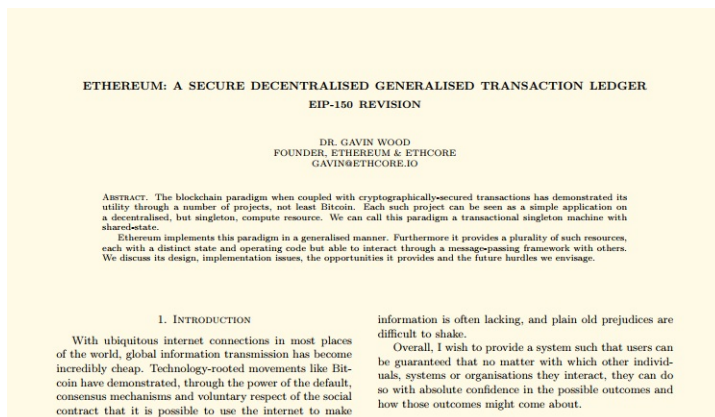 ETHEREUM: A SECURE DECENTRALISED GENERALISED TRANSACTION LEDGER
EIP-150 REVISION
DR. GAVIN WOOD
FOUNDER, ETHEREUM & ETHCORE
GAVIN@ETHCORE.IO
ABSTRACT. The blockchain paradigm when coupled with cryptographically-secured transactions has demonstrated its
utility through a number of projects, not least Bitcoin. Each such project can be seen as a simple application on
a decentralised, but singleton, compute resource. We can call this paradigm a transactional singleton machine with
shared-state.
Ethereum implements this paradigm in a generalised manner. Furthermore it provides a plurality of such resources,
each with a distinct state and operating code but able to interact through a message-passing framework with others.
We discuss its design, implementation issues, the opportunities it provides and the future hurdles we envisage.
1. INTRODUCTION
With ubiquitous internet connections in most places
of the world, global information transmission has become
incredibly cheap. Technology-rooted movements like Bit-
coin have demonstrated, through the power of the default,
consensus mechanisms and voluntary respect of the social
contract that it is possible to use the internet to make
information is often lacking, and plain old prejudices are
difficult to shake.
Overall, I wish to provide a system such that users can
be guaranteed that no matter with which other individ-
uals, systems or organisations they interact, they can do
so with absolute confidence in the possible outcomes and
how those outcomes might come about.